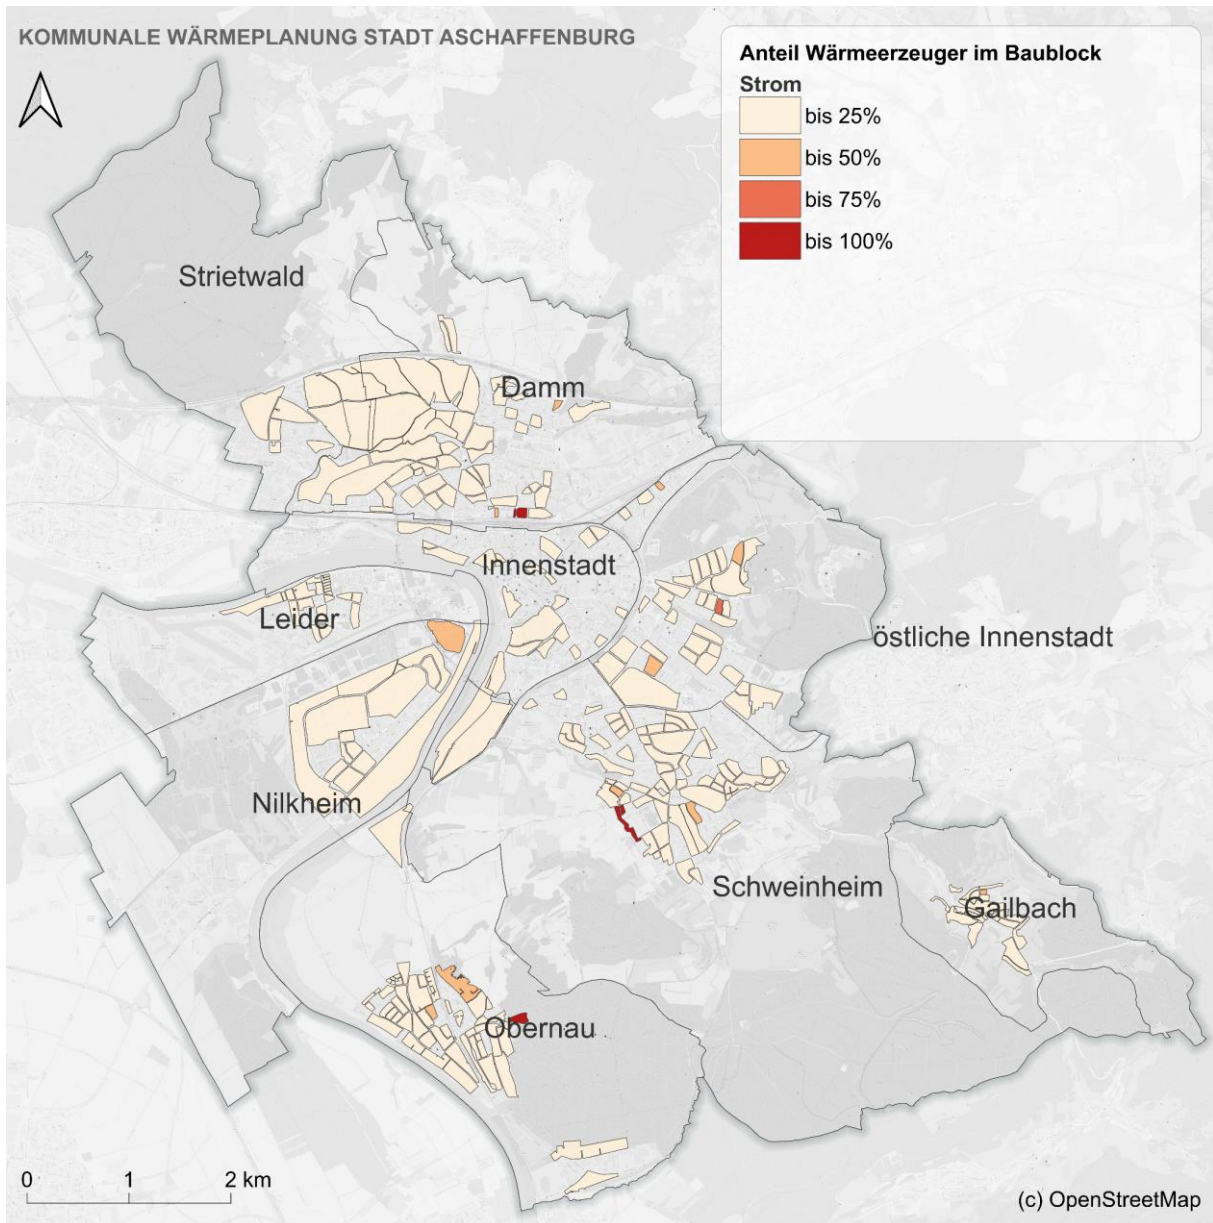 KOMMUNALE WÄRMEPLANUNG STADT ASCHAFFENBURG
Anteil Wärmeerzeuger im Baublock
Strom
bis 25%
bis 50%
bis 75%
bis 100%
Strietwald
Damm
Innenstadt
Leider
östliche Innenstadt
Nilkheim
Schweinheim
Gailbach
Obernau
0 1 2 km
(c) OpenStreetMap